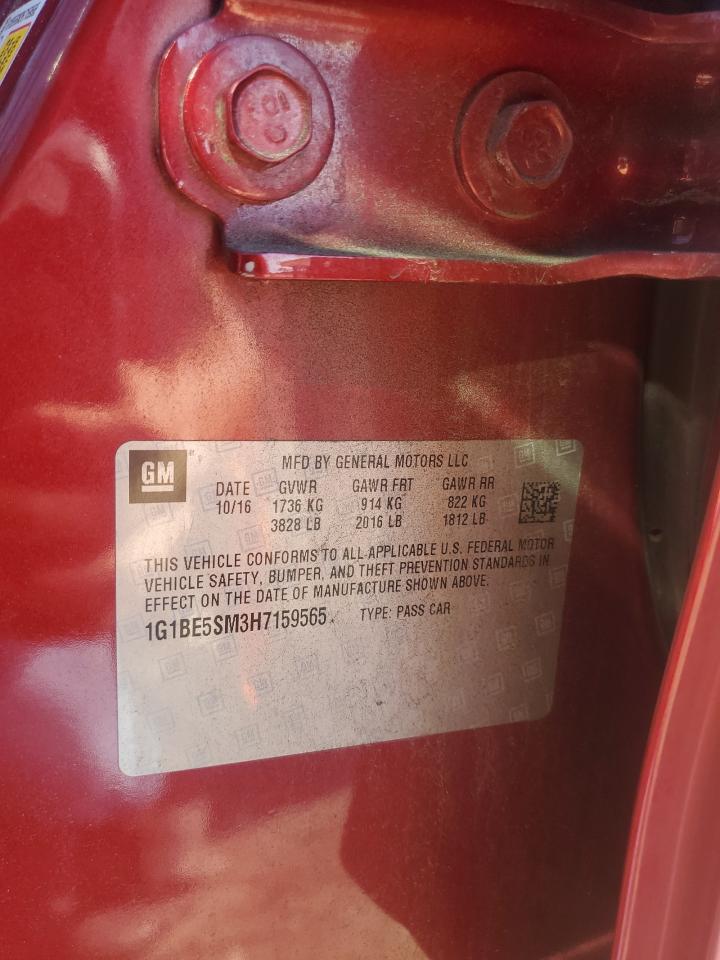 GM
MFD BY GENERAL MOTORS LLC
DATE GVWR GAWR FRT GAWR RR
10/16 1736 KG 914 KG 822 KG
3828 LB 2016 LB 1812 LB
THIS VEHICLE CONFORMS TO ALL APPLICABLE U.S. FEDERAL MOTOR
VEHICLE SAFETY, BUMPER, AND THEFT PREVENTION STANDARDS IN
EFFECT ON THE DATE OF MANUFACTURE SHOWN ABOVE.
1G1BE5SM3H7159565 TYPE: PASS CAR